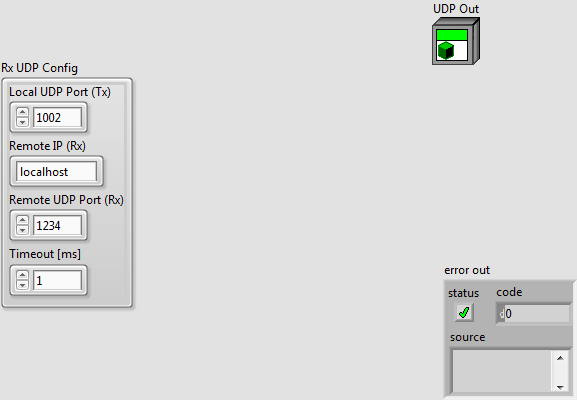 UDP Out
Rx UDP Config
Local UDP Port (Tx)
1002
Remote IP (Rx)
localhost
Remote UDP Port (Rx)
1234
Timeout [ms]
1
error out
status
code
d0
source